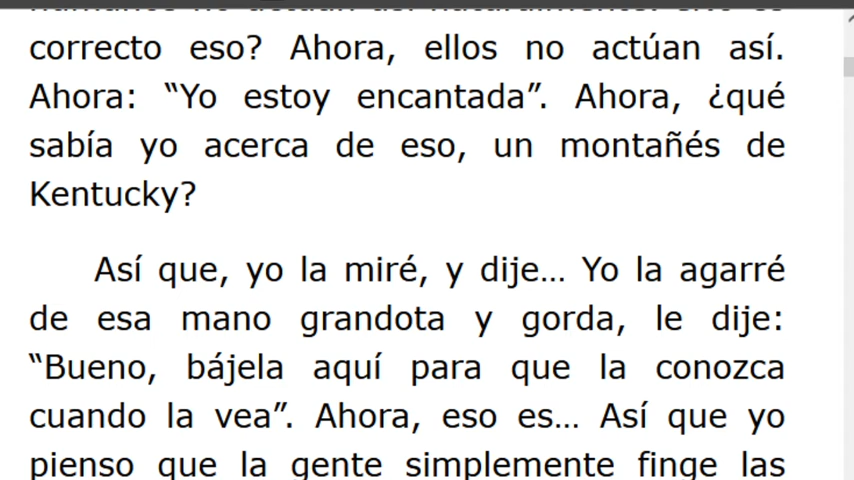 correcto eso? Ahora, ellos no actúan así.
Ahora: “Yo estoy encantada”. Ahora, ¿qué
sabía yo acerca de eso, un montañés de
Kentucky?
Así que, yo la miré, y dije... Yo la agarré
de esa mano grandota y gorda, le dije:
“Bueno, bájela aquí para que la conozca
cuando la vea”. Ahora, eso es... Así que yo
pienso que la gente simplemente finge las